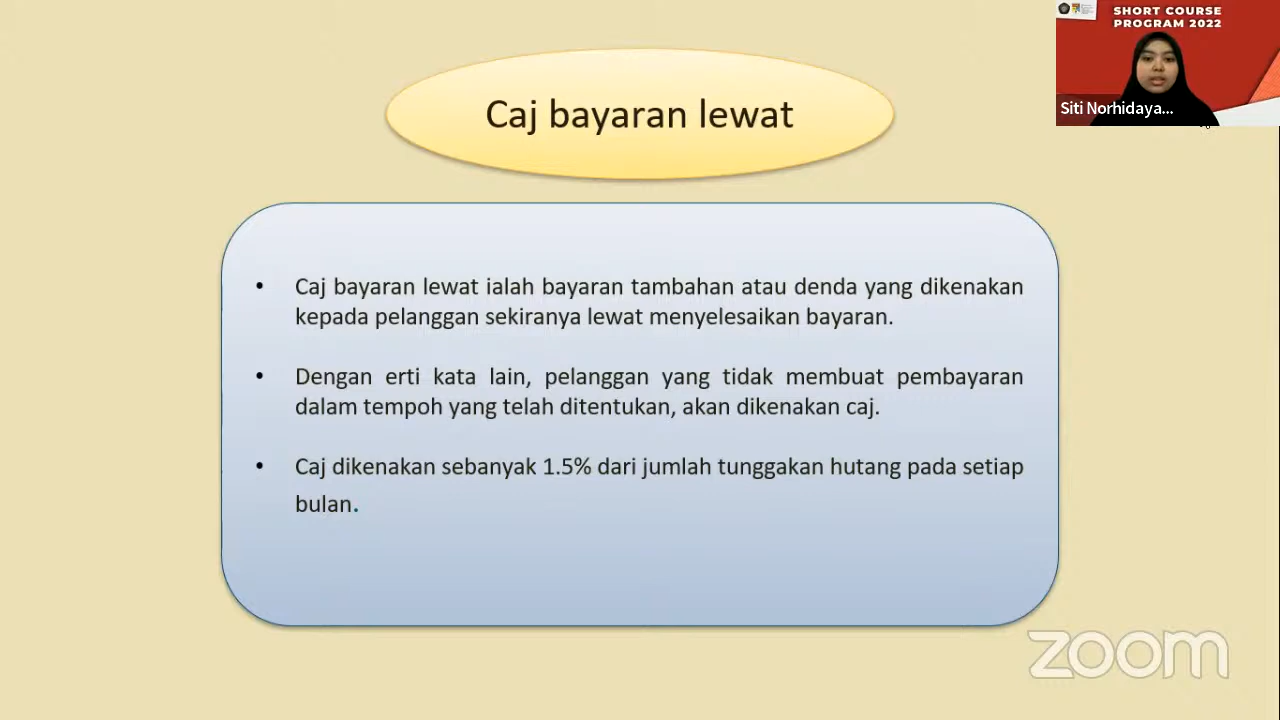 SHORT COURSE
PROGRAM 2022
Siti Norhidaya...
Caj bayaran lewat
• Caj bayaran lewat ialah bayaran tambahan atau denda yang dikenakan
kepada pelanggan sekiranya lewat menyelesaikan bayaran.
• Dengan erti kata lain, pelanggan yang tidak membuat pembayaran
dalam tempoh yang telah ditentukan, akan dikenakan caj.
• Caj dikenakan sebanyak 1.5% dari jumlah tunggakan hutang pada setiap
bulan.
zoom